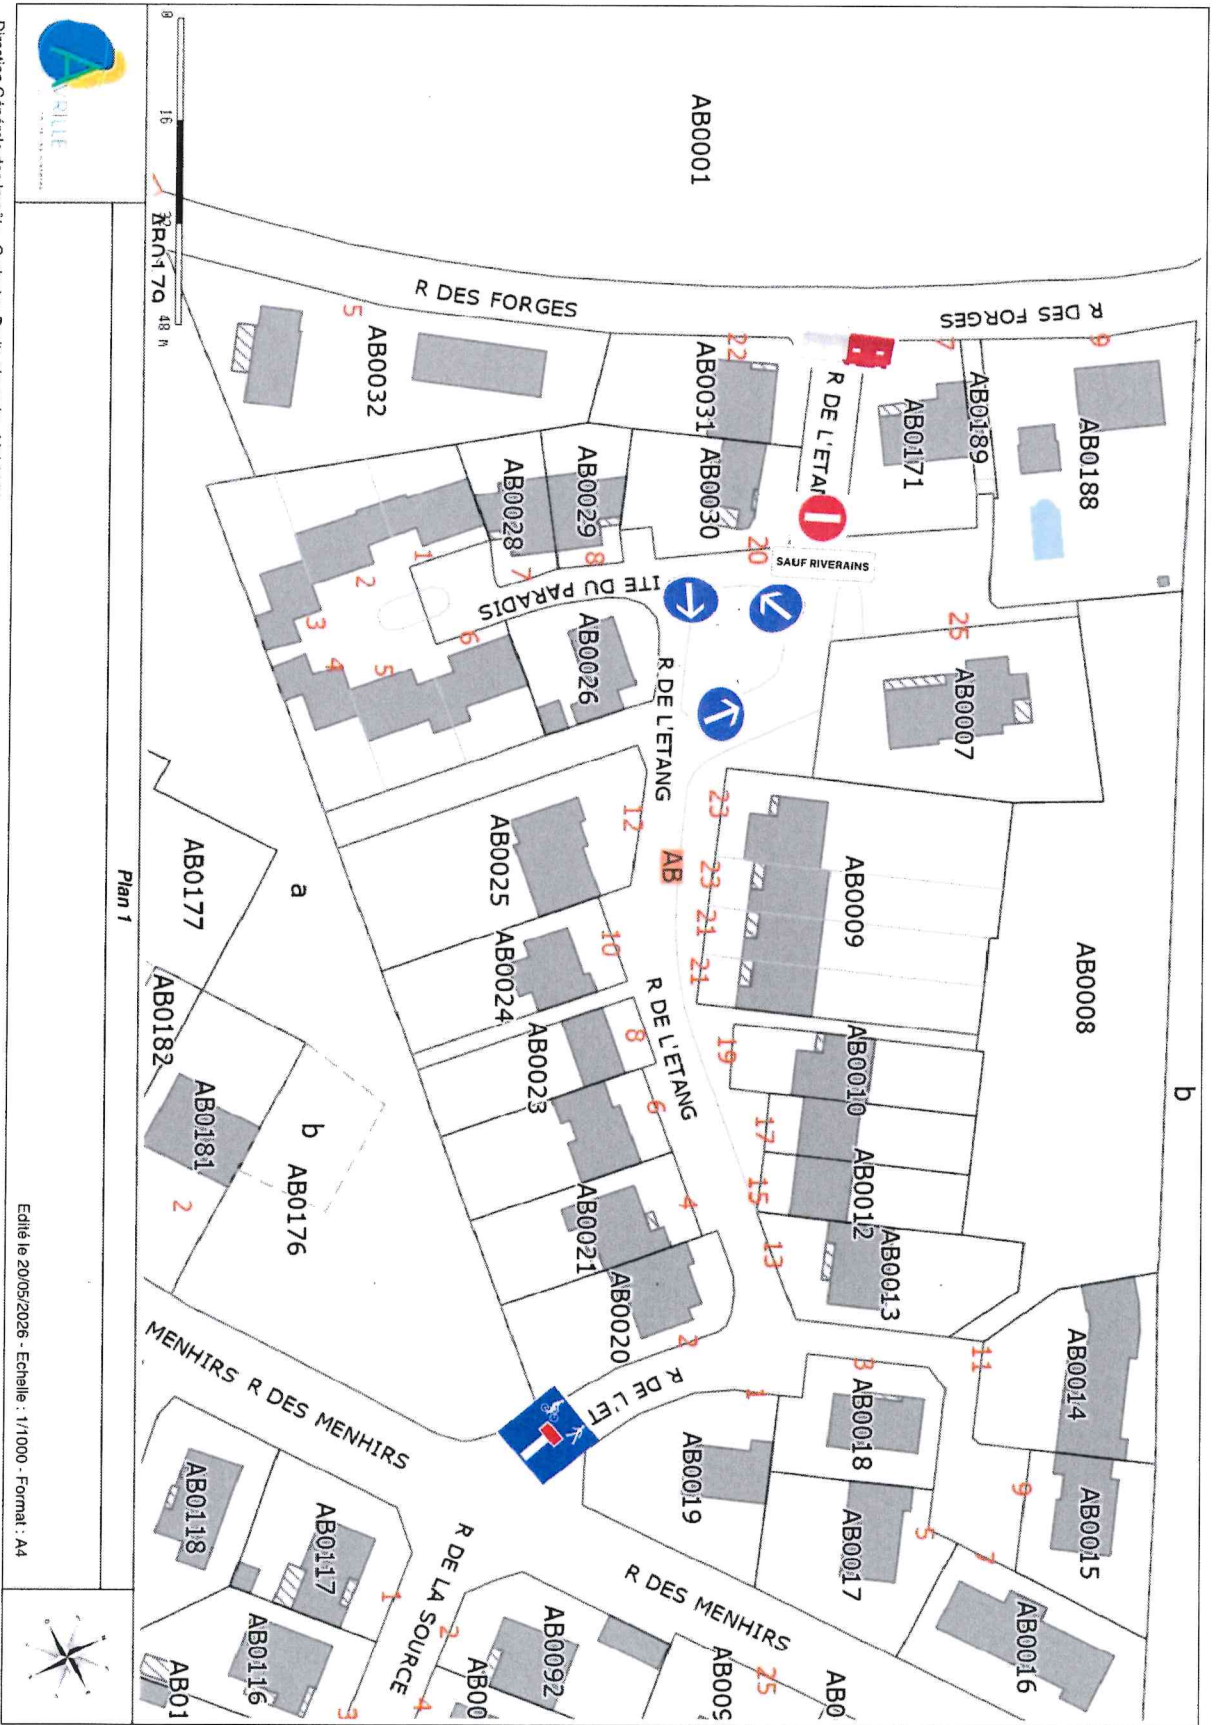 AB0001
R DES FORGES
R DES FORGES
5
AB0032
22
AB0031
R DE L'ETAN
7
AB0171
AB0189
9
AB0188
AB0030
AB0029
AB0028
20
SAUF RIVERAINS
8
7
ITE DU PARADIS
1
2
3
4
5
6
AB0026
R DE L'ETANG
25
AB0007
12
AB
23
23
21
21
AB0009
AB0008
b
AB0025
10
AB0024
R DE L'ETANG
8
AB0023
6
19
AB0010
17
15
AB0012
13
AB0013
4
AB0021
AB0020
2
a
AB0177
AB0182
AB0181
b
AB0176
2
R DE L'ET
1
3
AB0018
11
AB0014
AB0019
AB0017
5
9
7
AB0015
AB0016
MENHIRS R DES MENHIRS
R DES MENHIRS
AB0118
AB0117
1
R DE LA SOURCE
2
AB0092
AB0116
3
4
AB00
AB009
25
AB0
AB01
AB0179
0 16 32 48 m
AVRILLE
Plan 1
Edité le 20/05/2026 - Echelle : 1/1000 - Format : A4